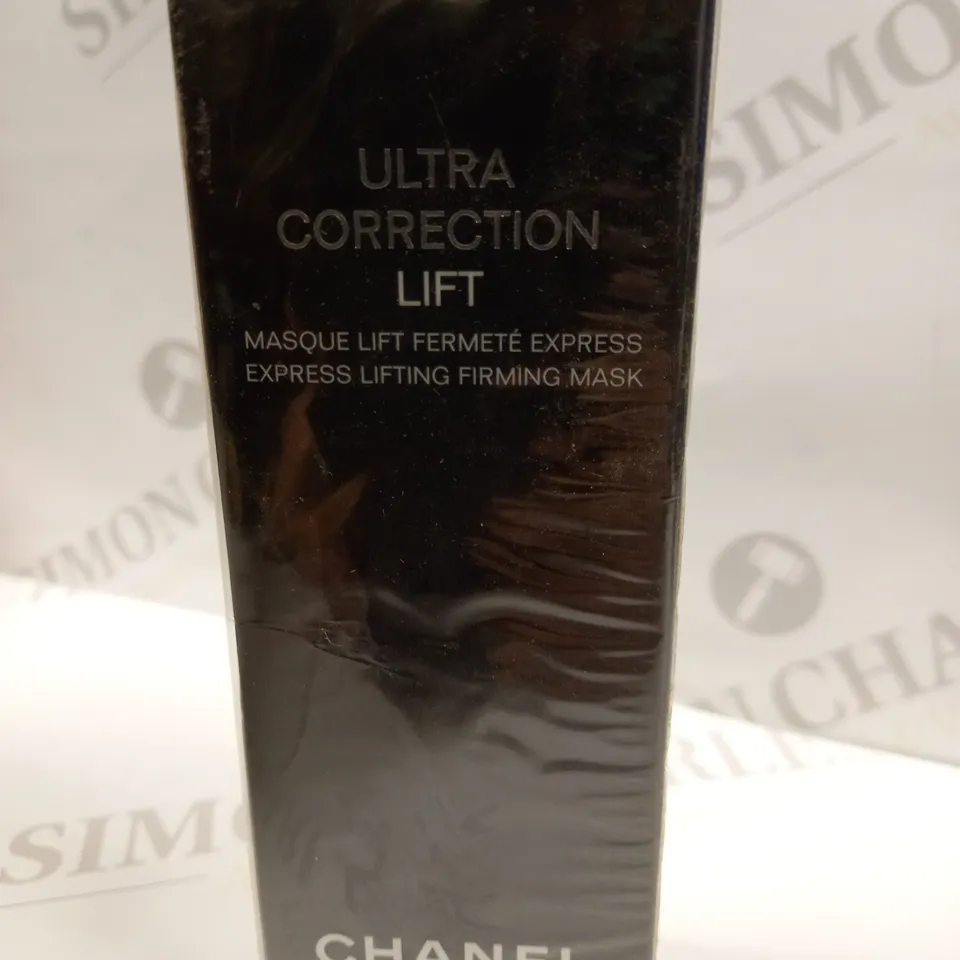 ULTRA
CORRECTION
LIFT
MASQUE LIFT FERMETÉ EXPRESS
EXPRESS LIFTING FIRMING MASK
CHANEL